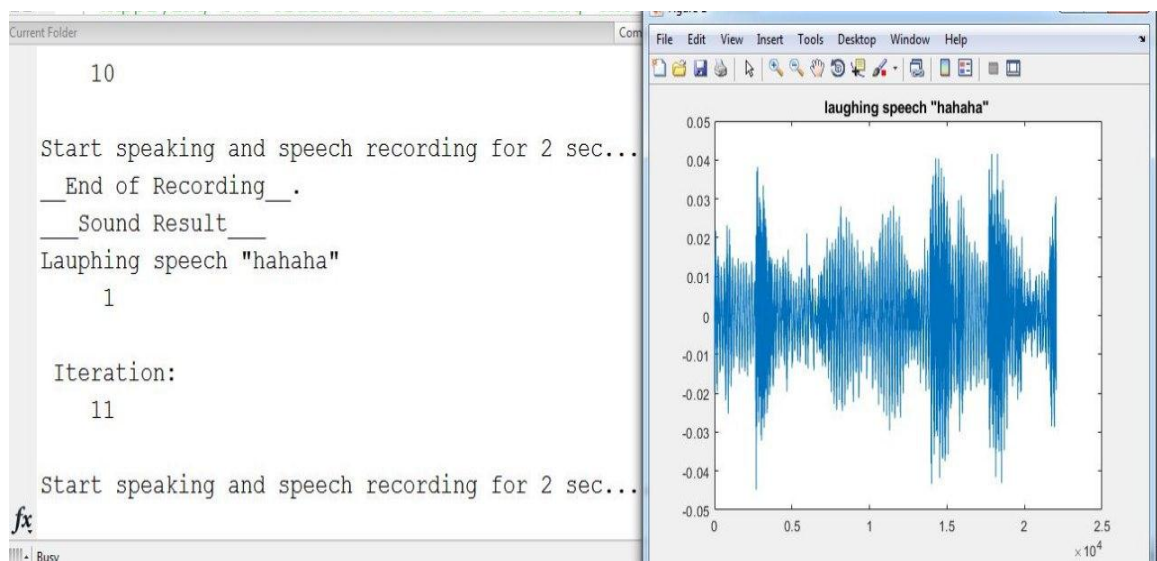 Current Folder
Com
10
Start speaking and speech recording for 2 sec...
__End of Recording__.
___Sound Result___
Lauphing speech "hahaha"
1
Iteration:
11
Start speaking and speech recording for 2 sec...
fx
Busy
File Edit View Insert Tools Desktop Window Help
laughing speech "hahaha"
0.05
0.04
0.03
0.02
0.01
0
-0.01
-0.02
-0.03
-0.04
-0.05
0 0.5 1 1.5 2 2.5
×10^4